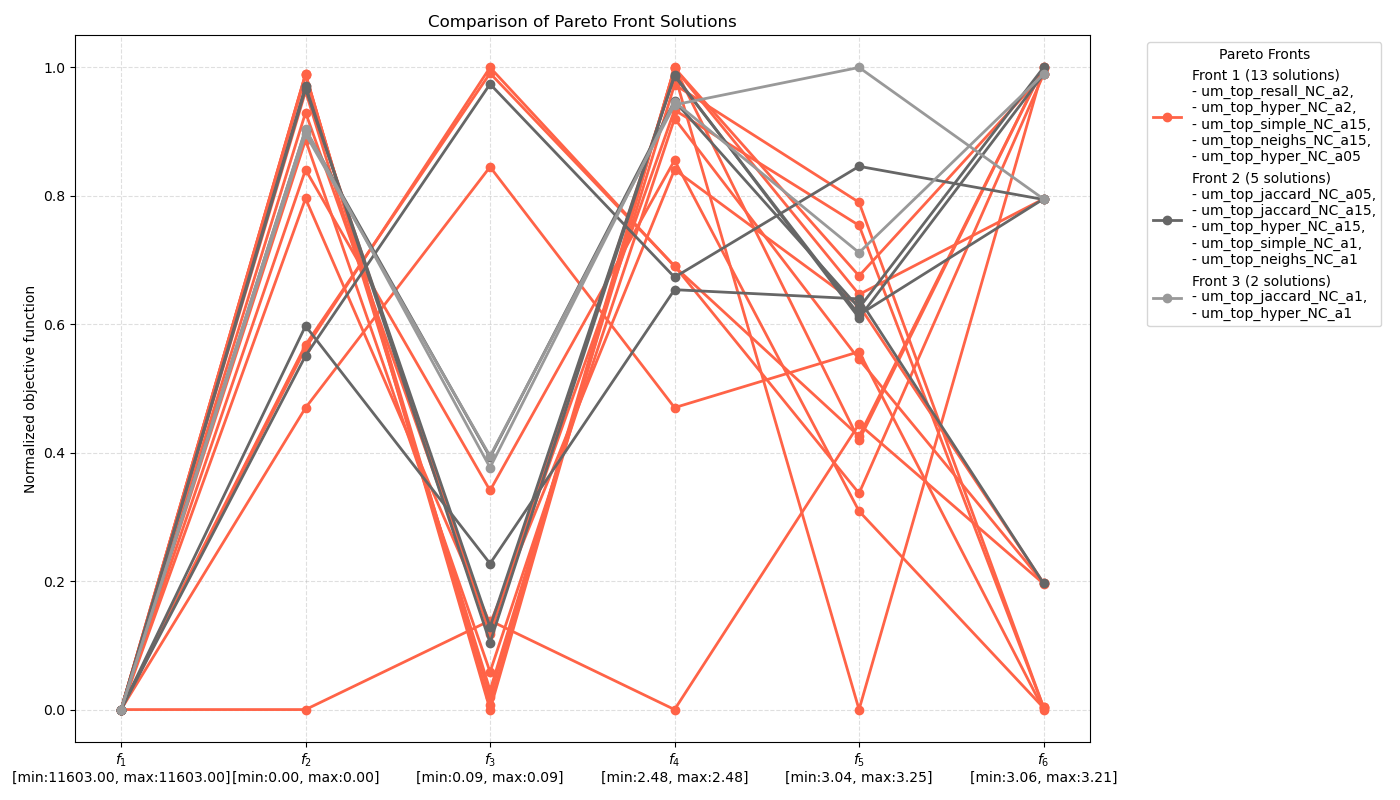 Comparison of Pareto Front Solutions
Normalized objective function
1.0
0.8
0.6
0.4
0.2
0.0
f1
[min:11603.00, max:11603.00]
f2
[min:0.00, max:0.00]
f3
[min:0.09, max:0.09]
f4
[min:2.48, max:2.48]
f5
[min:3.04, max:3.25]
f6
[min:3.06, max:3.21]
Pareto Fronts
Front 1 (13 solutions)
- um_top_resall_NC_a2,
- um_top_hyper_NC_a2,
- um_top_simple_NC_a15,
- um_top_neighs_NC_a15,
- um_top_hyper_NC_a05
Front 2 (5 solutions)
- um_top_jaccard_NC_a05,
- um_top_jaccard_NC_a15,
- um_top_hyper_NC_a15,
- um_top_simple_NC_a1,
- um_top_neighs_NC_a1
Front 3 (2 solutions)
- um_top_jaccard_NC_a1,
- um_top_hyper_NC_a1